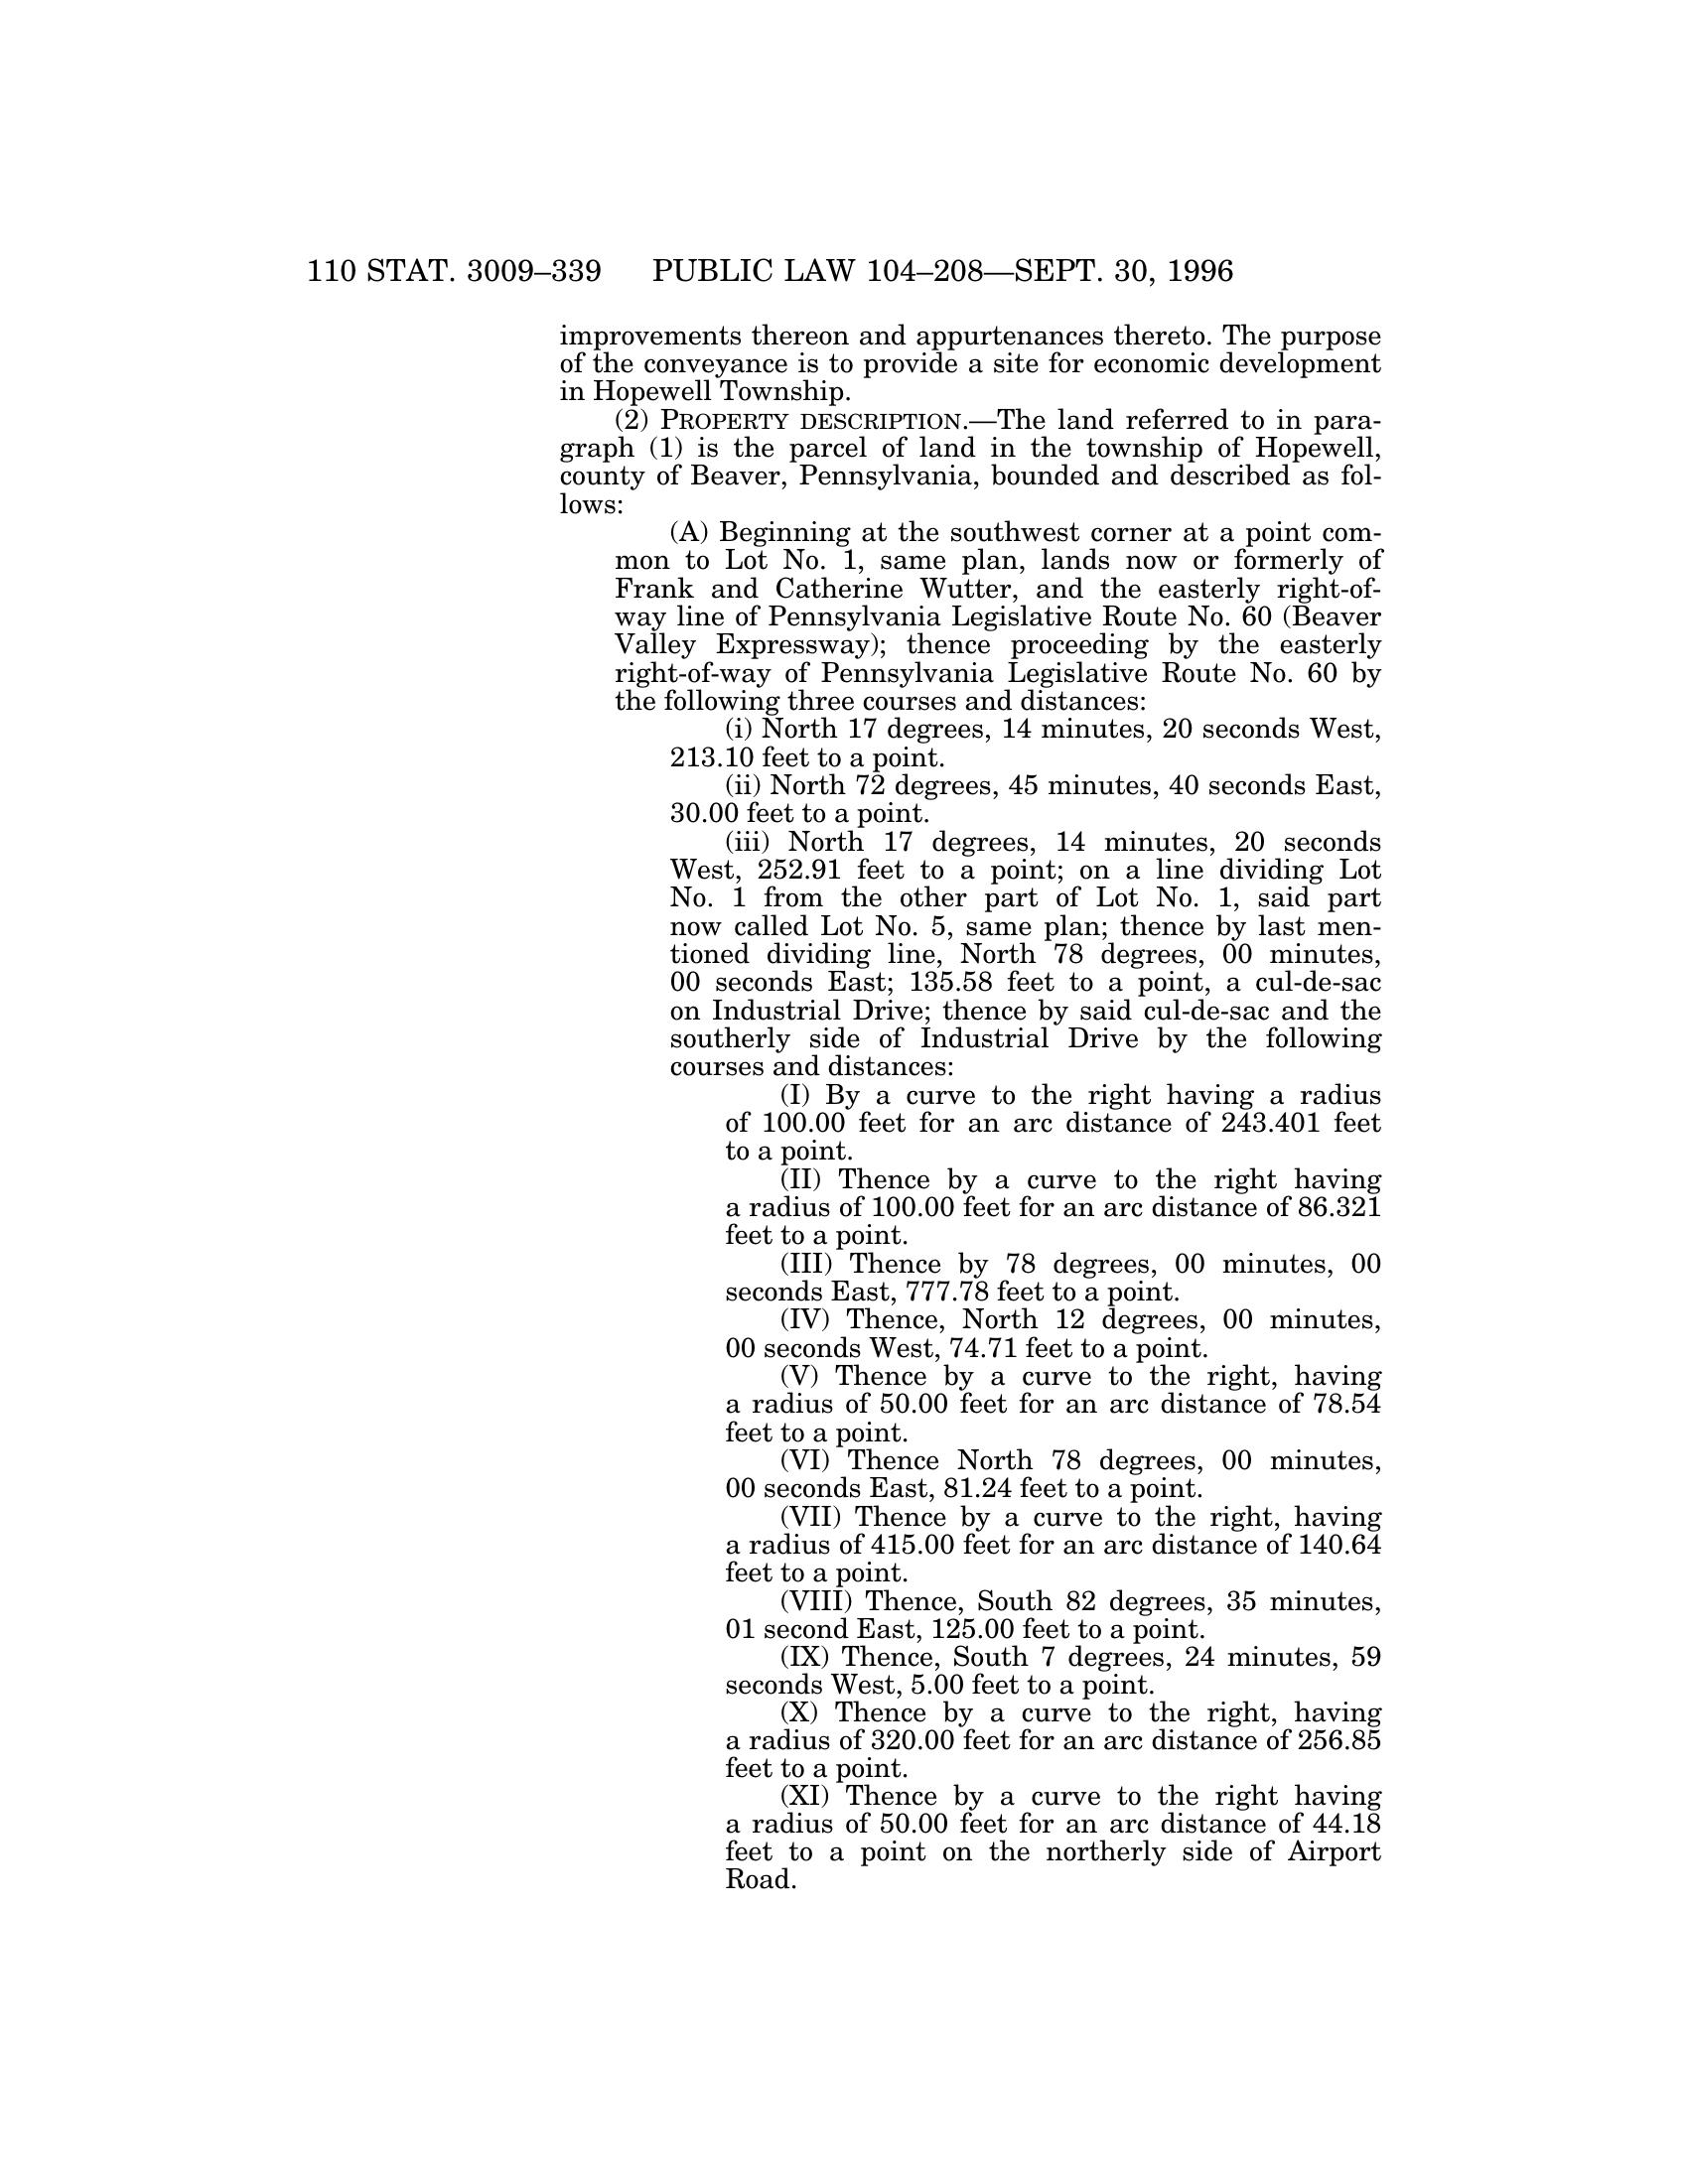 110 STAT. 3009–339 PUBLIC LAW 104–208—SEPT. 30, 1996
improvements thereon and appurtenances thereto. The purpose
of the conveyance is to provide a site for economic development
in Hopewell Township.
(2) PROPERTY DESCRIPTION.—The land referred to in para-
graph (1) is the parcel of land in the township of Hopewell,
county of Beaver, Pennsylvania, bounded and described as fol-
lows:
(A) Beginning at the southwest corner at a point com-
mon to Lot No. 1, same plan, lands now or formerly of
Frank and Catherine Wutter, and the easterly right-of-
way line of Pennsylvania Legislative Route No. 60 (Beaver
Valley Expressway); thence proceeding by the easterly
right-of-way of Pennsylvania Legislative Route No. 60 by
the following three courses and distances:
(i) North 17 degrees, 14 minutes, 20 seconds West,
213.10 feet to a point.
(ii) North 72 degrees, 45 minutes, 40 seconds East,
30.00 feet to a point.
(iii) North 17 degrees, 14 minutes, 20 seconds
West, 252.91 feet to a point; on a line dividing Lot
No. 1 from the other part of Lot No. 1, said part
now called Lot No. 5, same plan; thence by last men-
tioned dividing line, North 78 degrees, 00 minutes,
00 seconds East; 135.58 feet to a point, a cul-de-sac
on Industrial Drive; thence by said cul-de-sac and the
southerly side of Industrial Drive by the following
courses and distances:
(I) By a curve to the right having a radius
of 100.00 feet for an arc distance of 243.401 feet
to a point.
(II) Thence by a curve to the right having
a radius of 100.00 feet for an arc distance of 86.321
feet to a point.
(III) Thence by 78 degrees, 00 minutes, 00
seconds East, 777.78 feet to a point.
(IV) Thence, North 12 degrees, 00 minutes,
00 seconds West, 74.71 feet to a point.
(V) Thence by a curve to the right, having
a radius of 50.00 feet for an arc distance of 78.54
feet to a point.
(VI) Thence North 78 degrees, 00 minutes,
00 seconds East, 81.24 feet to a point.
(VII) Thence by a curve to the right, having
a radius of 415.00 feet for an arc distance of 140.64
feet to a point.
(VIII) Thence, South 82 degrees, 35 minutes,
01 second East, 125.00 feet to a point.
(IX) Thence, South 7 degrees, 24 minutes, 59
seconds West, 5.00 feet to a point.
(X) Thence by a curve to the right, having
a radius of 320.00 feet for an arc distance of 256.85
feet to a point.
(XI) Thence by a curve to the right having
a radius of 50.00 feet for an arc distance of 44.18
feet to a point on the northerly side of Airport
Road.